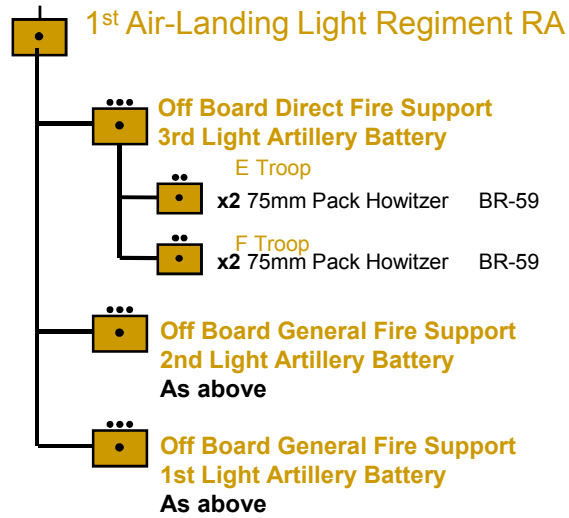 1st Air-Landing Light Regiment RA
Off Board Direct Fire Support
3rd Light Artillery Battery
E Troop
x2 75mm Pack Howitzer BR-59
F Troop
x2 75mm Pack Howitzer BR-59
Off Board General Fire Support
2nd Light Artillery Battery
As above
Off Board General Fire Support
1st Light Artillery Battery
As above